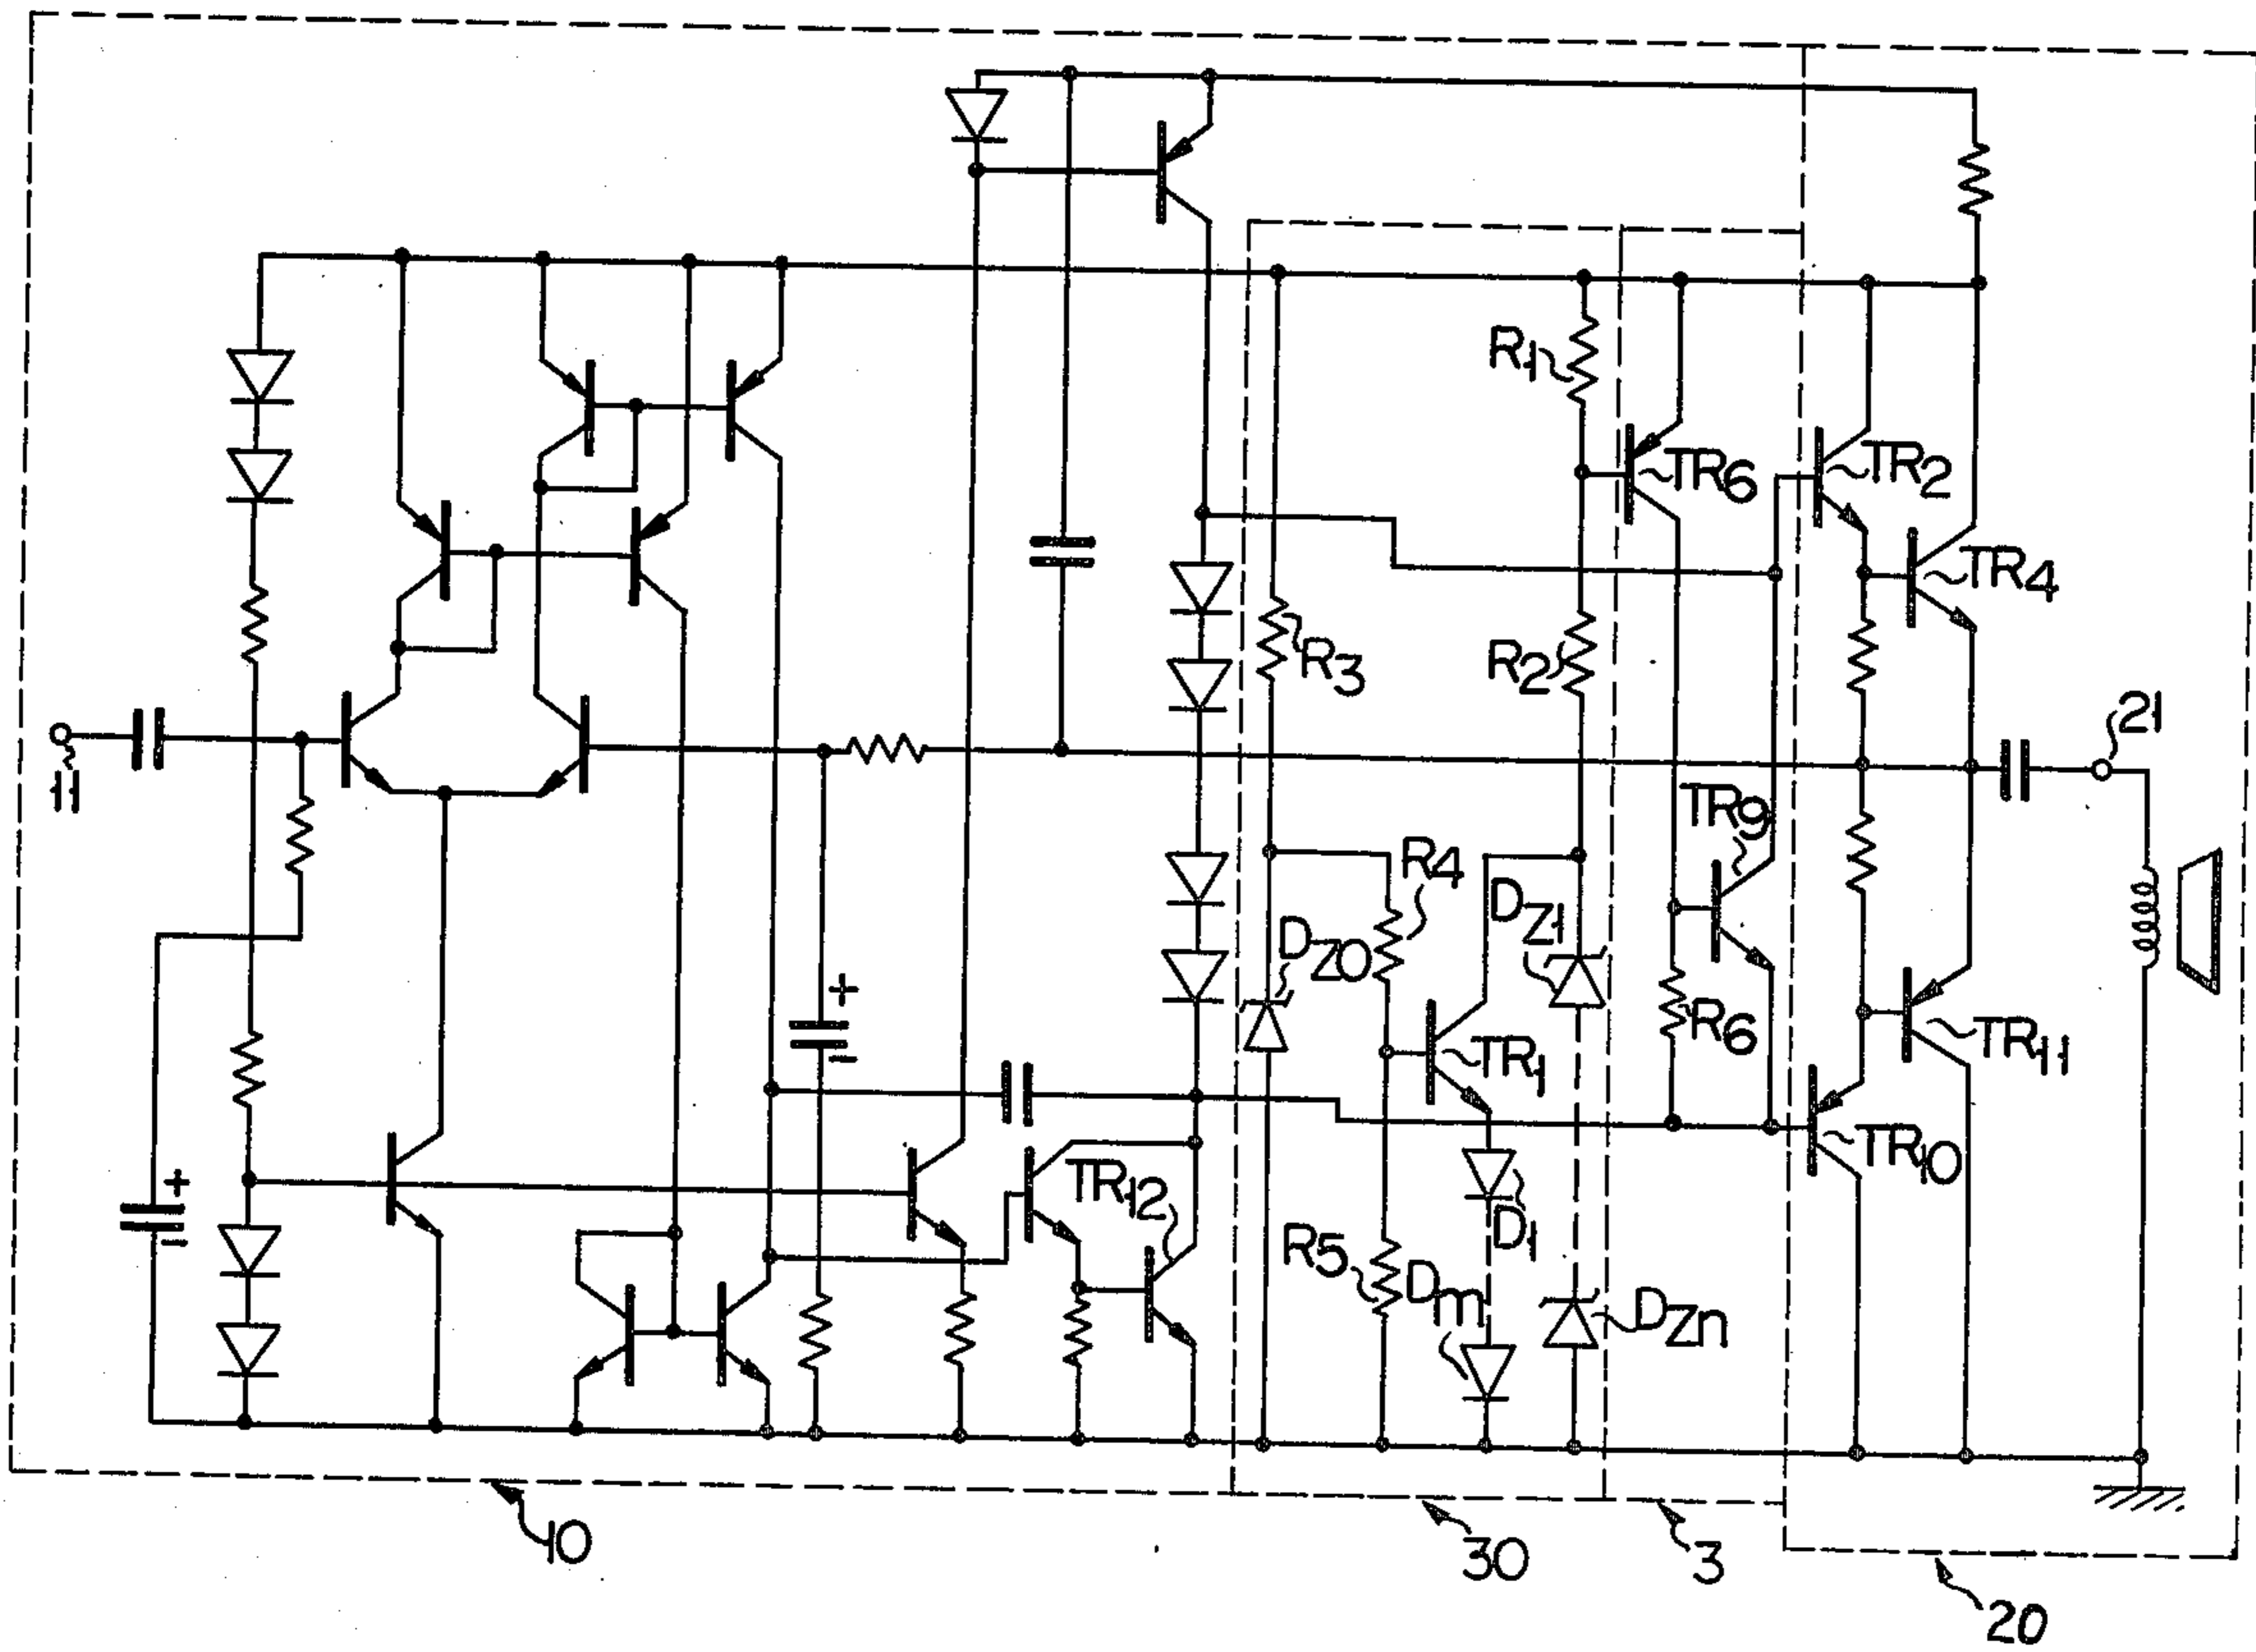 R1
TR6
TR2
TR4
R3
R2
21
11
TR9
R4
DZ1
DZ0
+
-
R6
TR1
TR11
TR10
TR12
+
-
D1
R5
Dm
DZn
10
30
3
20